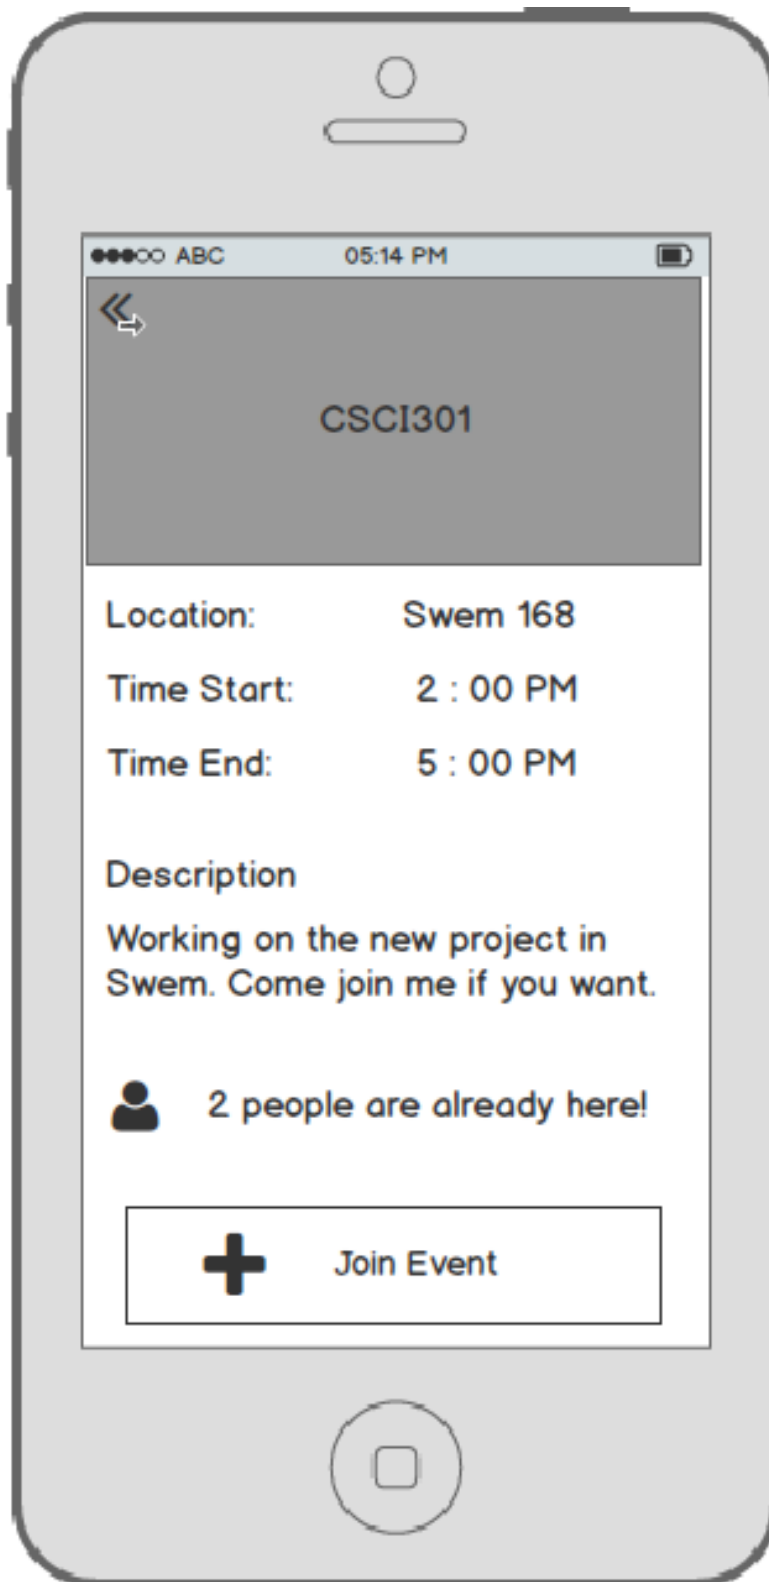 ABC 05:14 PM
CSCI301
Location: Swem 168
Time Start: 2 : 00 PM
Time End: 5 : 00 PM
Description
Working on the new project in
Swem. Come join me if you want.
2 people are already here!
Join Event